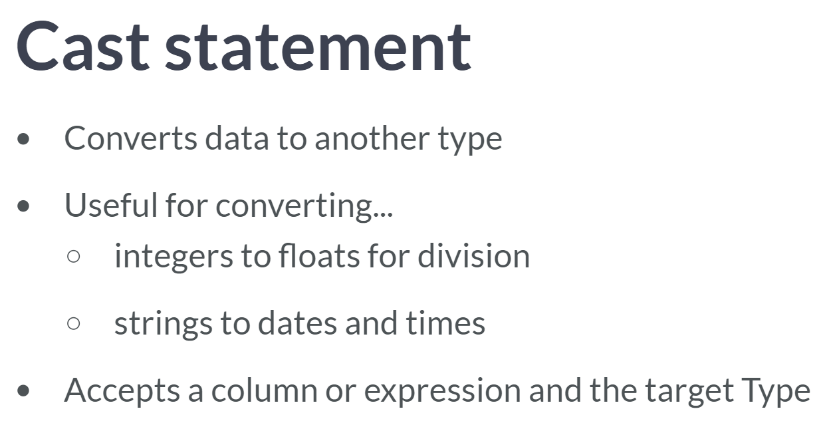 Cast statement
• Converts data to another type
• Useful for converting...
○ integers to floats for division
○ strings to dates and times
• Accepts a column or expression and the target Type